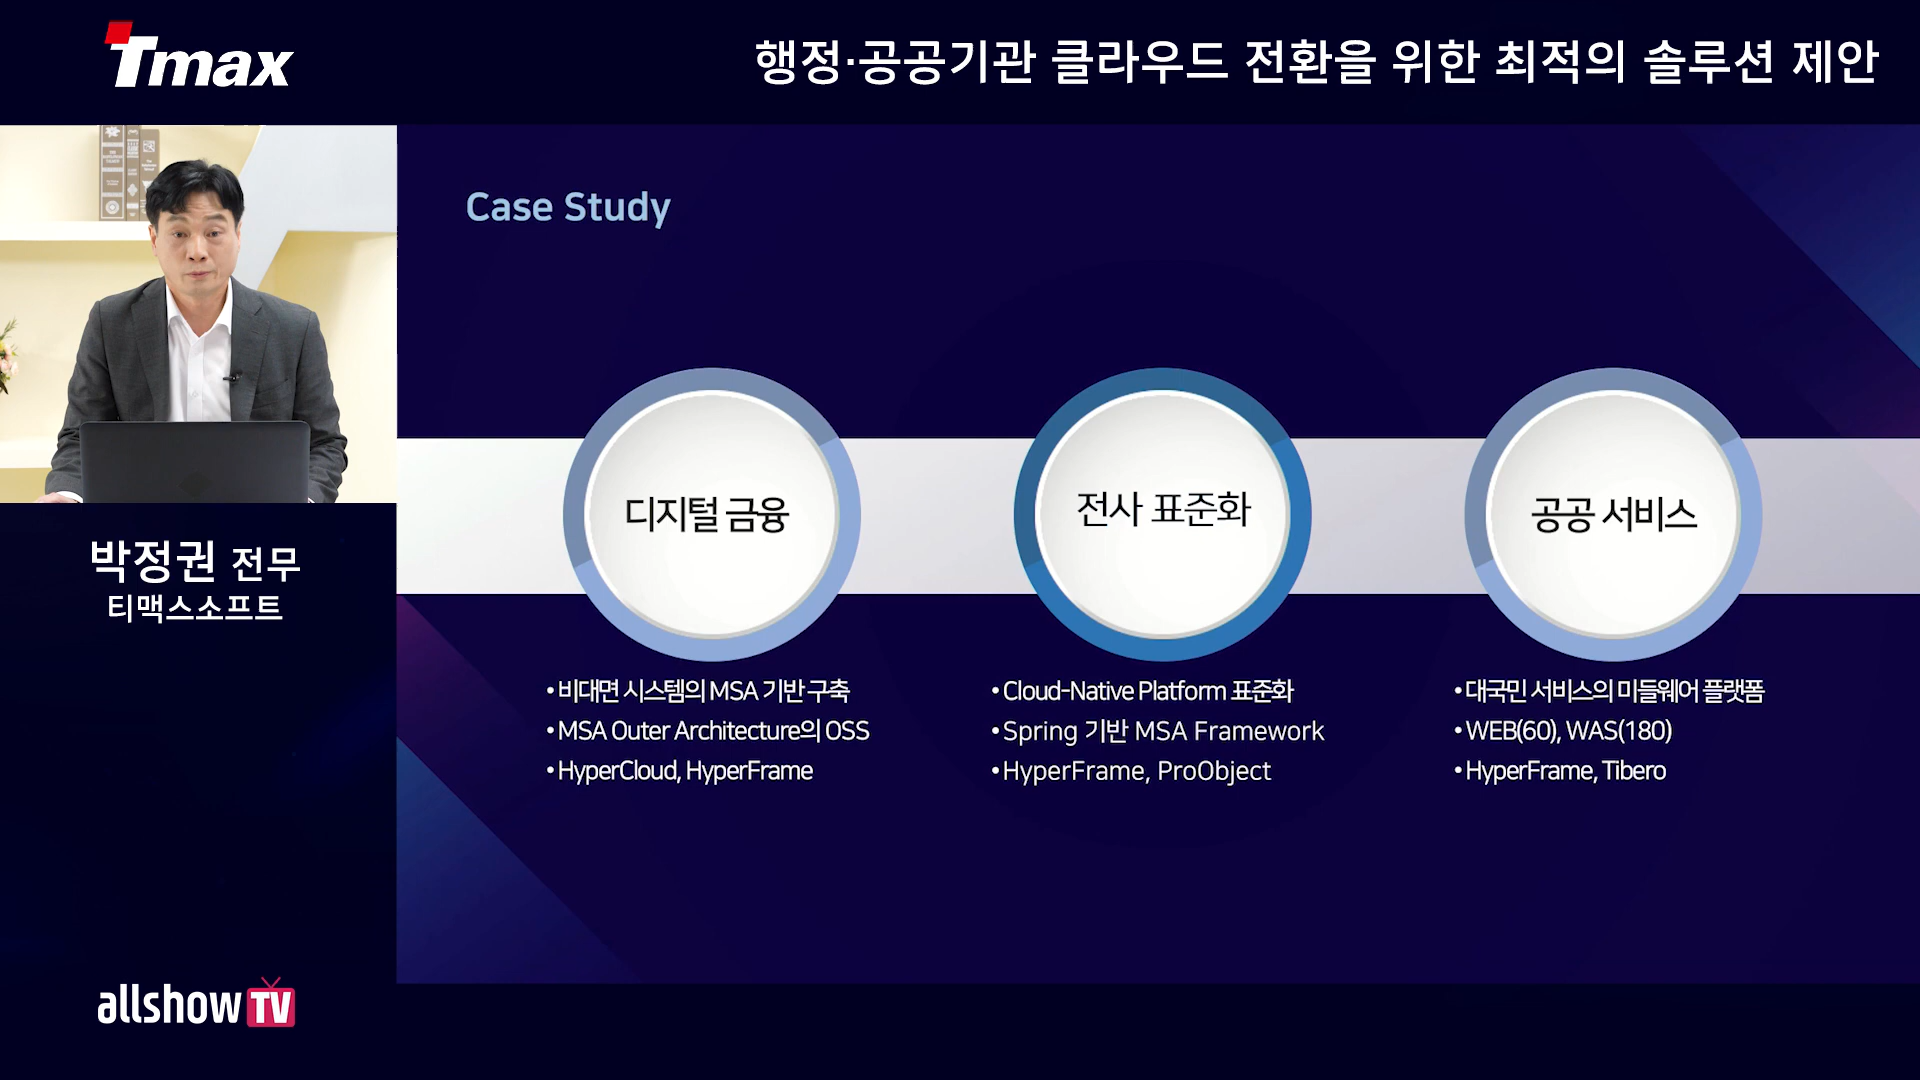 Tmax
행정·공공기관 클라우드 전환을 위한 최적의 솔루션 제안
Case Study
디지털 금융
전사 표준화
공공 서비스
박정권 전무
티맥스소프트
•비대면 시스템의 MSA 기반 구축
•MSA Outer Architecture의 OSS
•HyperCloud, HyperFrame
•Cloud-Native Platform 표준화
•Spring 기반 MSA Framework
•HyperFrame, ProObject
•대국민 서비스의 미들웨어 플랫폼
•WEB(60), WAS(180)
•HyperFrame, Tibero
allshow TV